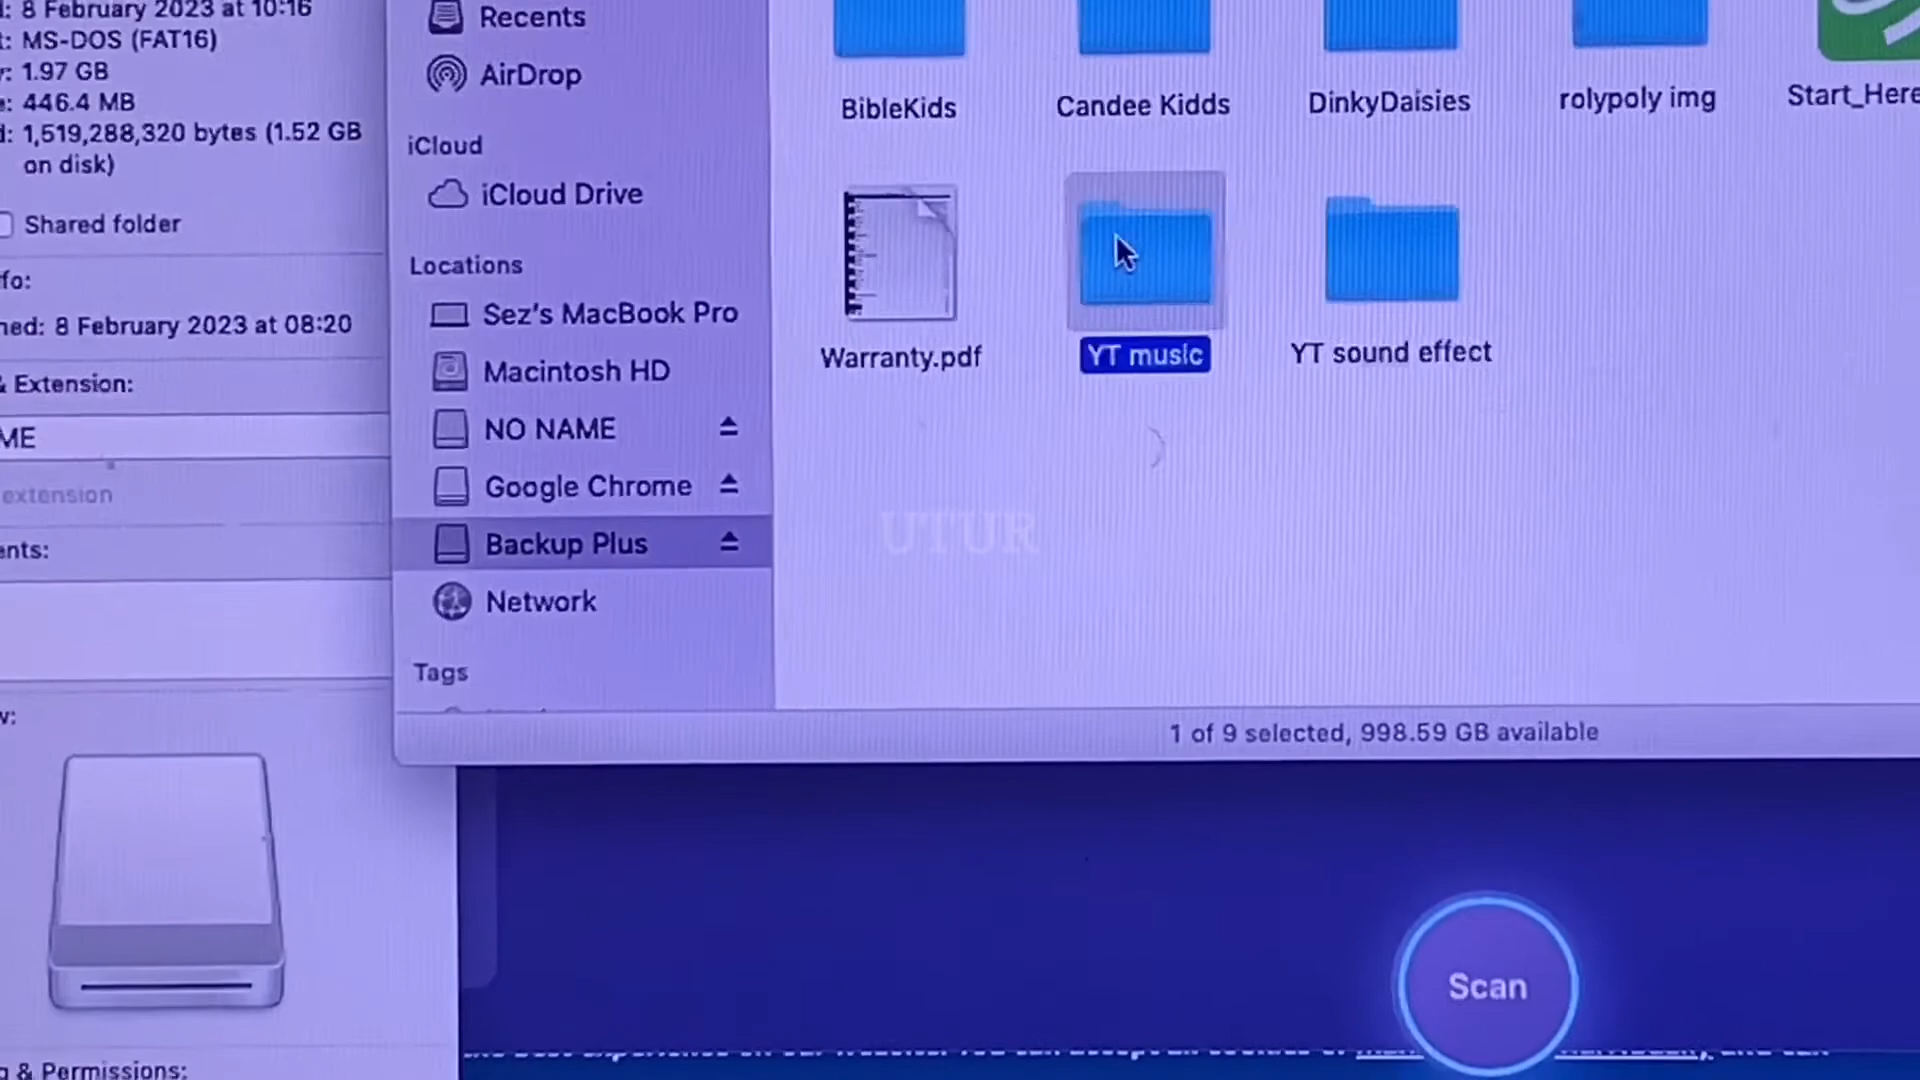 : 8 February 2023 at 10:16
: MS-DOS (FAT16)
: 1.97 GB
: 446.4 MB
: 1,519,288,320 bytes (1.52 GB
on disk)
Shared folder
fo:
ned: 8 February 2023 at 08:20
& Extension:
ME
extension
ents:
w:
g & Permissions:
Recents
AirDrop
iCloud
iCloud Drive
Locations
Sez's MacBook Pro
Macintosh HD
NO NAME
Google Chrome
Backup Plus
Network
Tags
BibleKids
Candee Kidds
DinkyDaisies
rolypoly img
Start_Here
Warranty.pdf
YT music
YT sound effect
UTUR
1 of 9 selected, 998.59 GB available
Scan